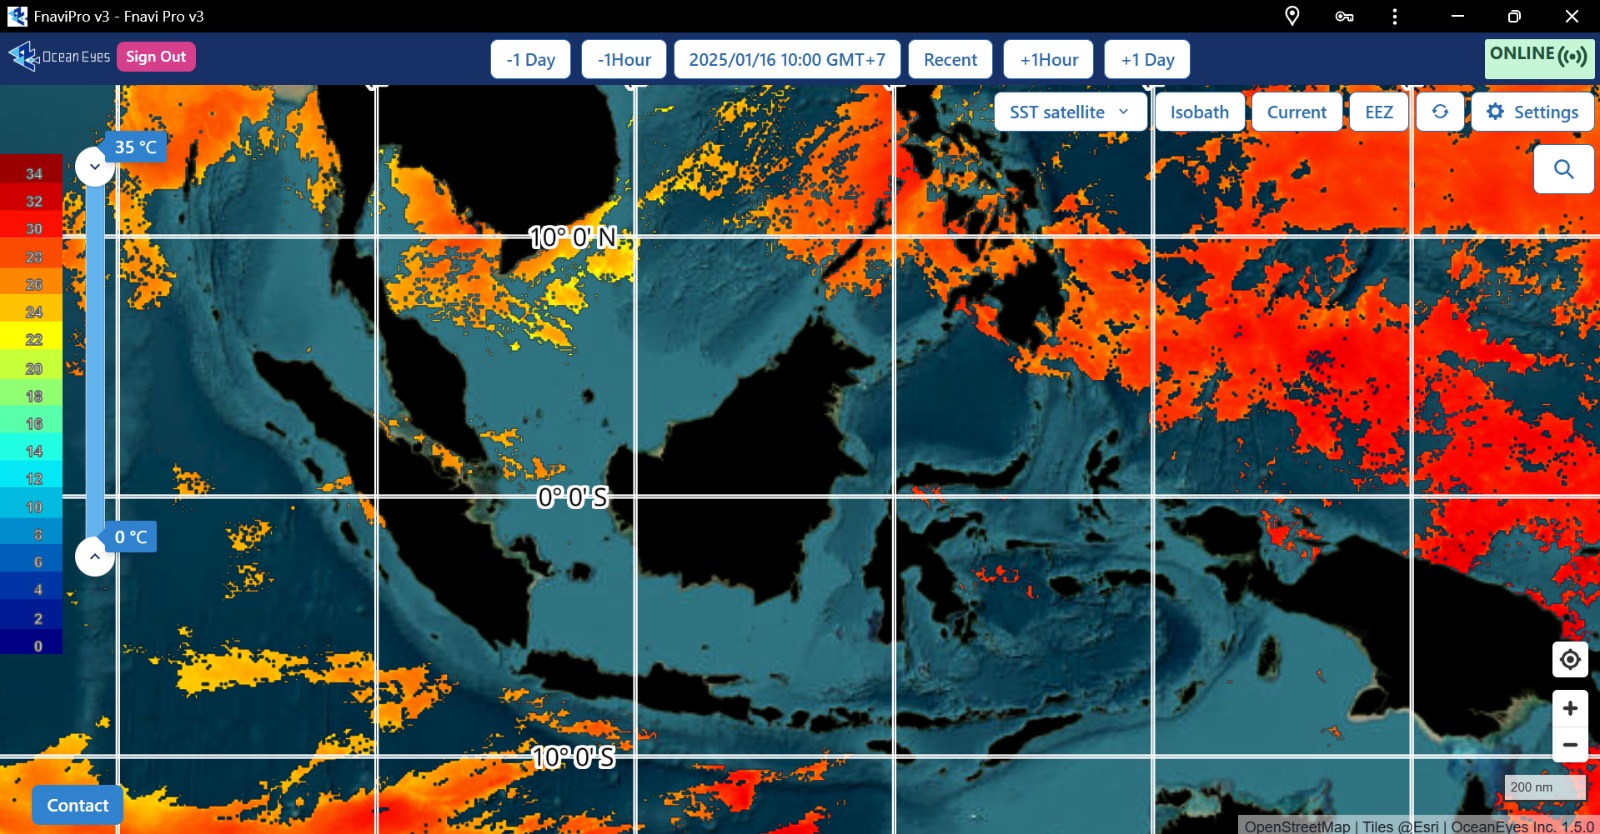 FnaviPro v3 - Fnavi Pro v3
Ocean Eyes
Sign Out
-1 Day
-1Hour
2025/01/16 10:00 GMT+7
Recent
+1Hour
+1 Day
ONLINE
SST satellite
Isobath
Current
EEZ
Settings
35 °C
34
32
30
28
26
24
22
20
18
16
14
12
10
8
6
4
2
0
0 °C
10° 0' N
0° 0' S
10° 0' S
+
−
200 nm
Contact
OpenStreetMap | Tiles @Esri | OceanEyes Inc. 1.5.0